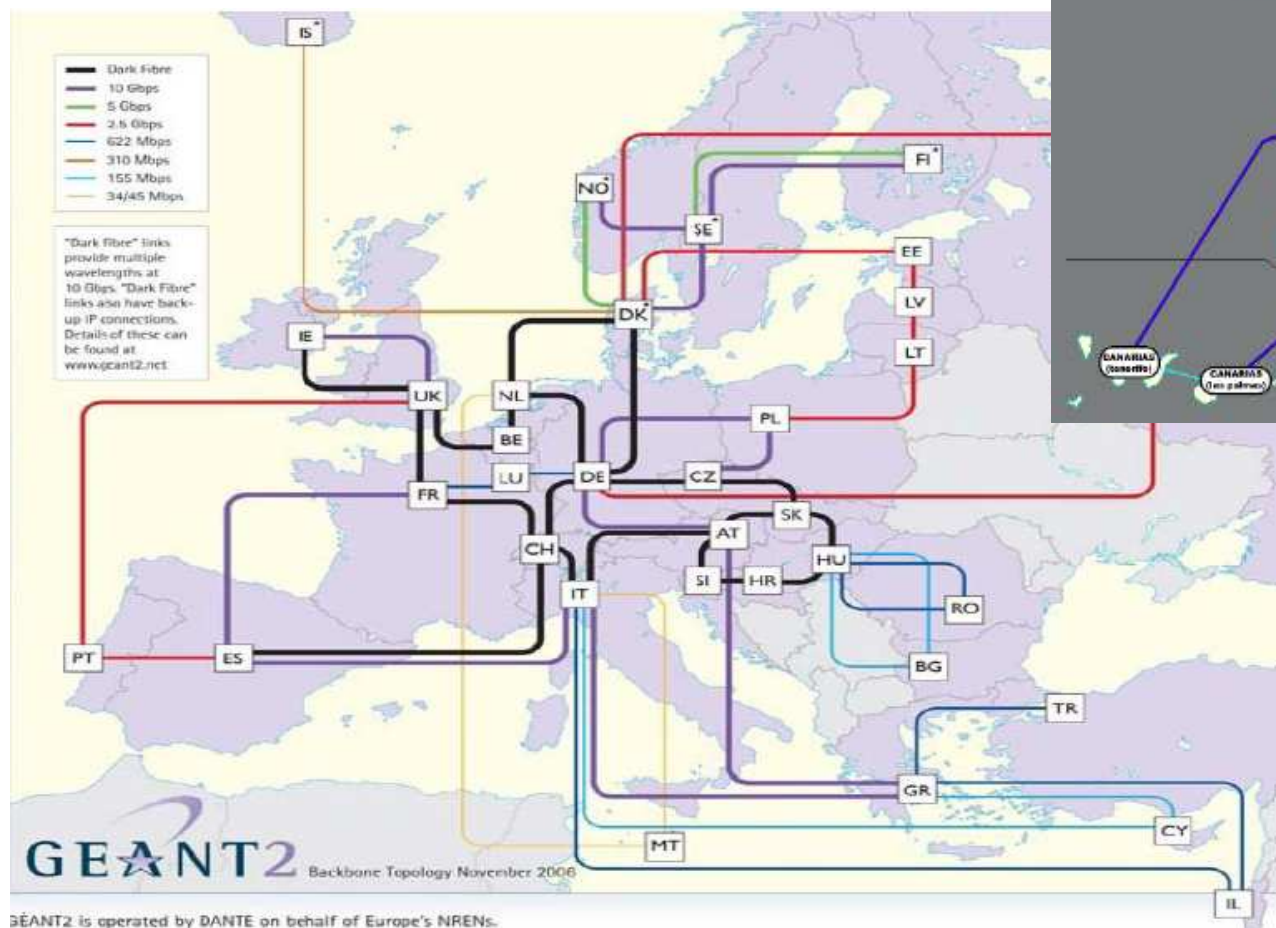 IS*
Dark Fibre
10 Gbps
5 Gbps
2.5 Gbps
622 Mbps
310 Mbps
155 Mbps
34/45 Mbps
"Dark fibre" links
provide multiple
wavelengths at
10 Gbps. "Dark Fibre"
links also have back-
up IP connections.
Details of these can
be found at
www.geant2.net
FI*
NO*
SE*
EE
LV
LT
DK*
IE
UK
NL
BE
PL
LU
DE
CZ
FR
SK
AT
CH
HU
SI
HR
IT
RO
PT
ES
BG
TR
GR
CY
MT
IL
CANARIAS
(tenerife)
CANARIAS
(las palmas)
GEANT2 Backbone Topology November 2006
GÉANT2 is operated by DANTE on behalf of Europe's NRENs.